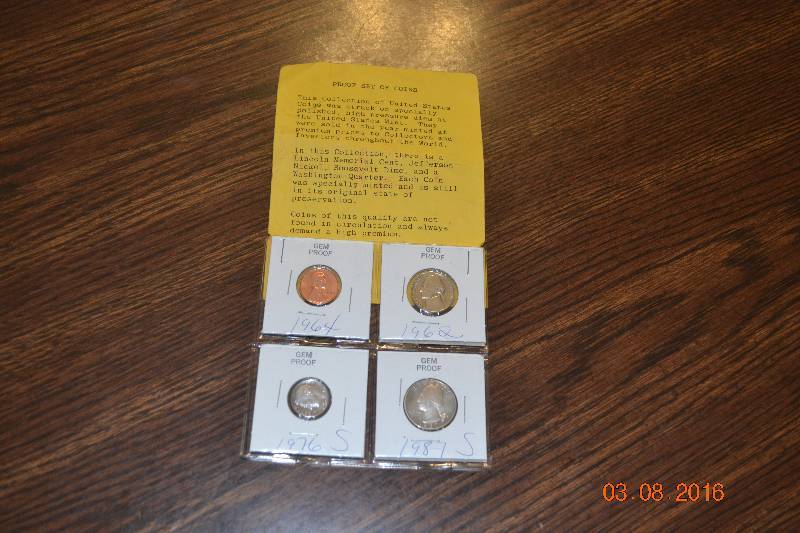 PROOF SET OF COINS
This Collection of United States
Coins was struck on specially
polished, high pressure dies at
the United States Mint. They
were sold in the year minted at
premium prices to Collectors and
Investors throughout the World.
In this Collection, there is a
Lincoln Memorial Cent, Jefferson
Nickel, Roosevelt Dime, and a
Washington Quarter. Each Coin
was specially minted and is still
in its original state of
preservation.
Coins of this quality are not
found in circulation and always
demand a high premium.
GEM
PROOF
1964
GEM
PROOF
1962
GEM
PROOF
1976 S
GEM
PROOF
1981 S
03.08.2016